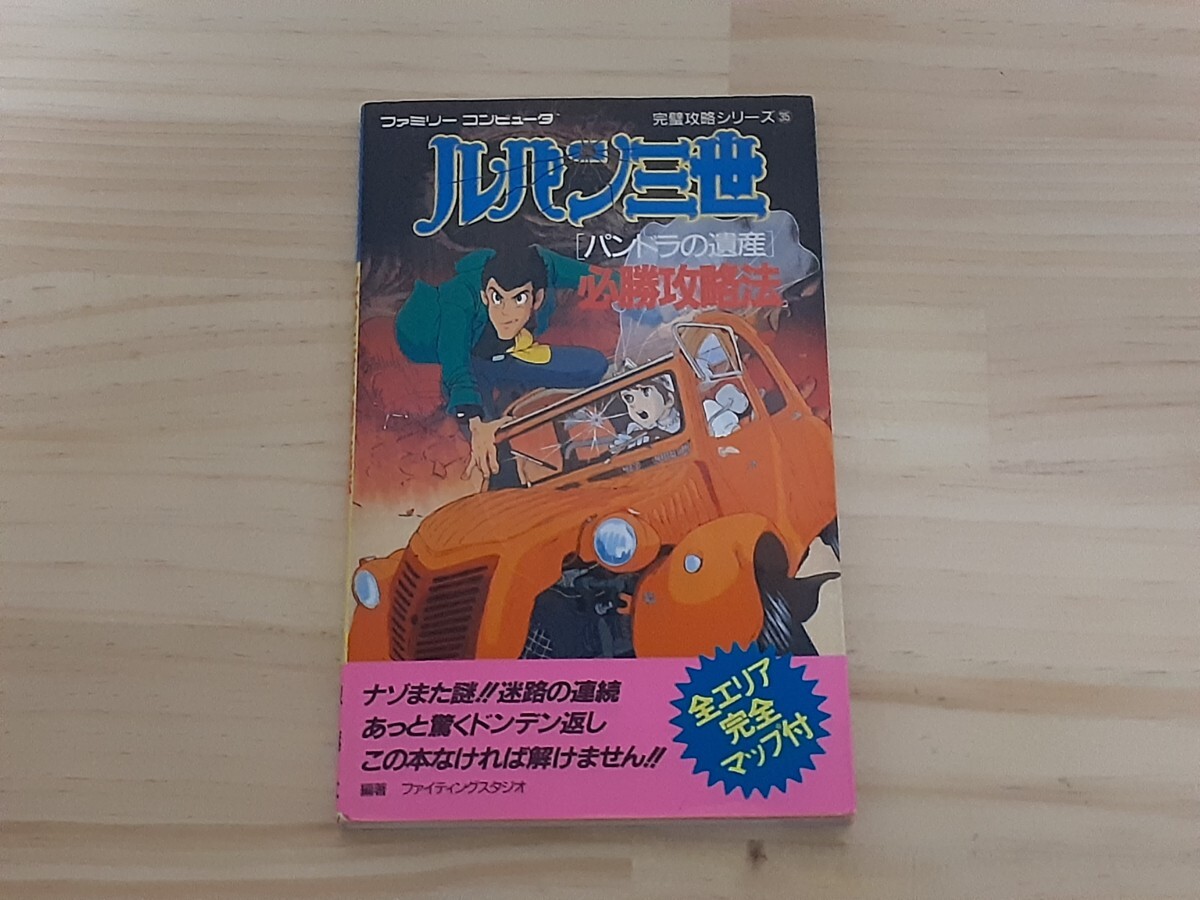 ファミリー コンピュータ
完璧攻略シリーズ㉟
ルパン三世
[パンドラの遺産]
必勝攻略法
ナゾまた謎!!迷路の連続
あっと驚くドンデン返し
この本なければ解けません!!
編著 ファイティングスタジオ
全エリア
完全
マップ付